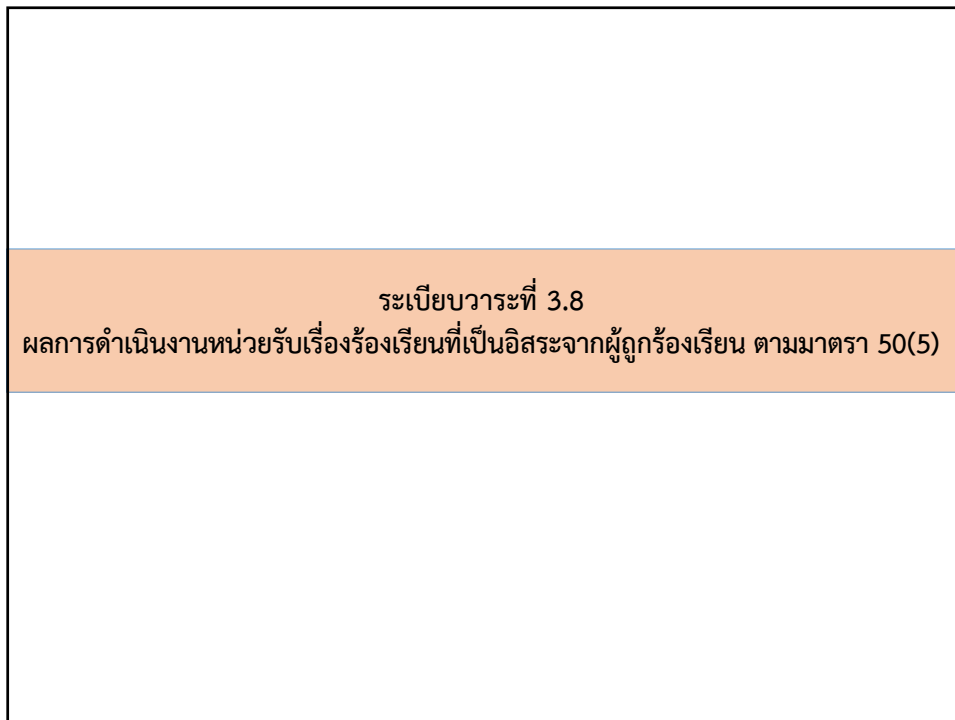 ระเบียบวาระที่ 3.8
ผลการดำเนินงานหน่วยรับเรื่องร้องเรียนที่เป็นอิสระจากผู้ถูกร้องเรียน ตามมาตรา 50(5)